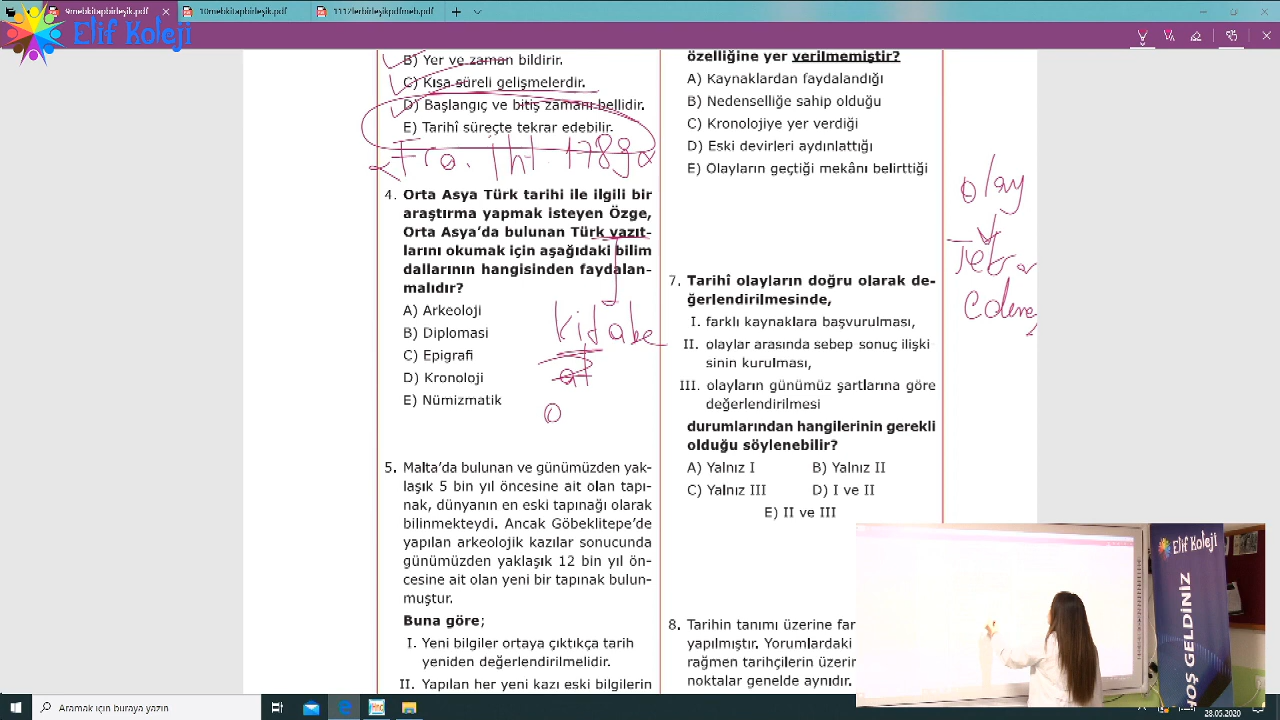 9mebkitapbirleşik.pdf
10mebkitapbirleşik.pdf
1112lerbirleşikpdfmeb.pdf
Elif Koleji
B) Yer ve zaman bildirir.
C) Kısa süreli gelişmelerdir.
D) Başlangıç ve bitiş zamanı bellidir.
E) Tarihî süreçte tekrar edebilir.
Fra. İht. 1789
4. Orta Asya Türk tarihi ile ilgili bir
araştırma yapmak isteyen Özge,
Orta Asya’da bulunan Türk yazıt-
larını okumak için aşağıdaki bilim
dallarının hangisinden faydalan-
malıdır?
A) Arkeoloji
B) Diplomasi
C) Epigrafi
D) Kronoloji
E) Nümizmatik
kitabe
5. Malta’da bulunan ve günümüzden yak-
laşık 5 bin yıl öncesine ait olan tapı-
nak, dünyanın en eski tapınağı olarak
bilinmekteydi. Ancak Göbeklitepe’de
yapılan arkeolojik kazılar sonucunda
günümüzden yaklaşık 12 bin yıl ön-
cesine ait olan yeni bir tapınak bulun-
muştur.
Buna göre;
I. Yeni bilgiler ortaya çıktıkça tarih
yeniden değerlendirilmelidir.
II. Yapılan her yeni kazı eski bilgilerin
özelliğine yer verilmemiştir?
A) Kaynaklardan faydalandığı
B) Nedenselliğe sahip olduğu
C) Kronolojiye yer verdiği
D) Eski devirleri aydınlattığı
E) Olayların geçtiği mekânı belirttiği
olay
7. Tarihî olayların doğru olarak de-
ğerlendirilmesinde,
I. farklı kaynaklara başvurulması,
II. olaylar arasında sebep sonuç ilişki
sinin kurulması,
III. olayların günümüz şartlarına göre
değerlendirilmesi
durumlarından hangilerinin gerekli
olduğu söylenebilir?
A) Yalnız I B) Yalnız II
C) Yalnız III D) I ve II
E) II ve III
8. Tarihin tanımı üzerine far
yapılmıştır. Yorumlardaki
rağmen tarihçilerin üzerin
noktalar genelde aynıdır.
Elif Koleji
HOŞ GELDİNİZ
Aramak için buraya yazın
28.05.2020